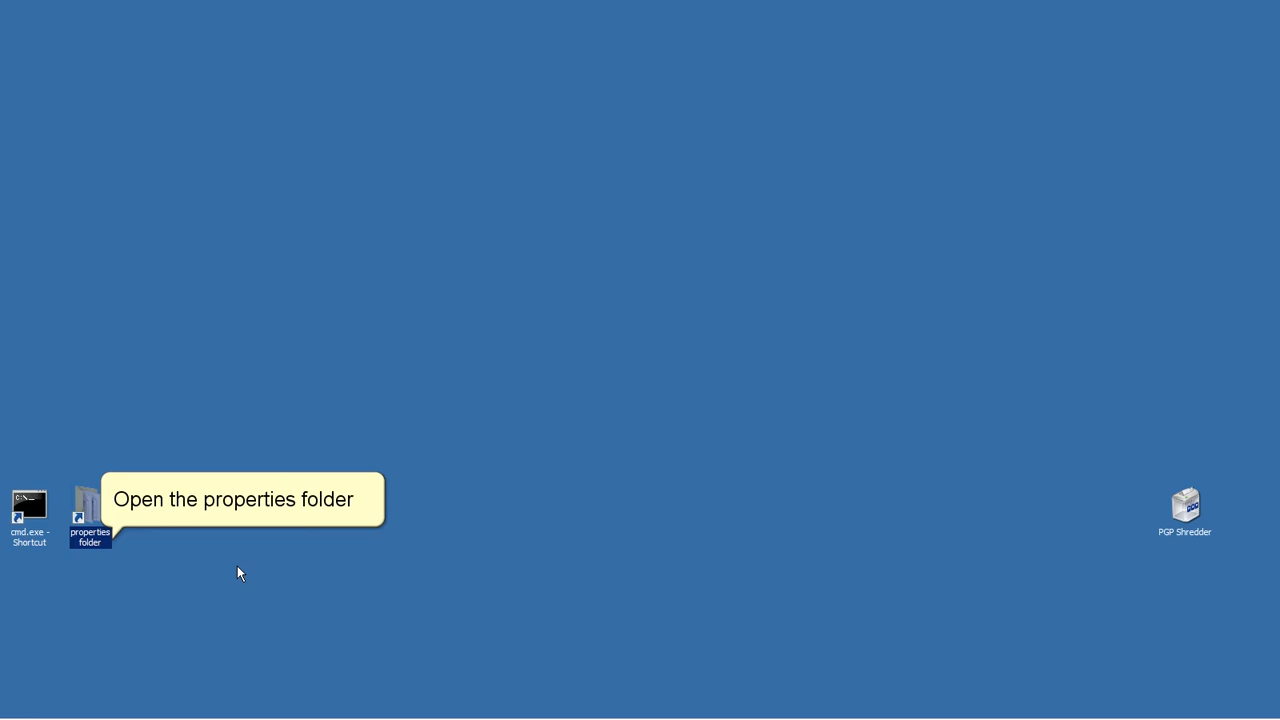 Open the properties folder
cmd.exe -
Shortcut
properties
folder
PGP Shredder